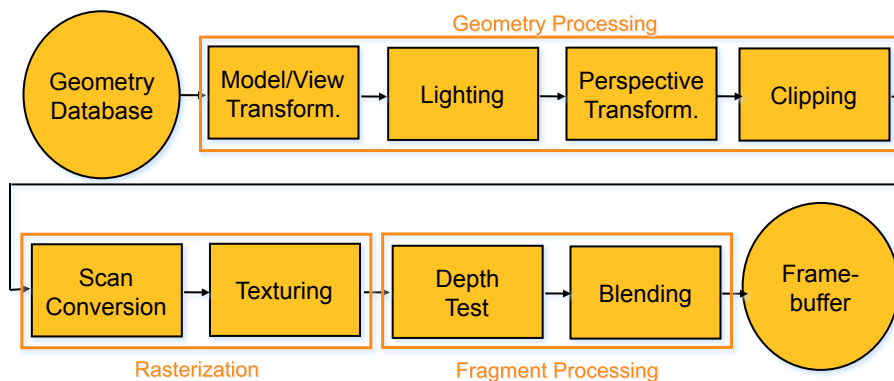 Geometry Processing
Geometry
Database
Model/View
Transform.
Lighting
Perspective
Transform.
Clipping
Scan
Conversion
Texturing
Depth
Test
Blending
Frame-
buffer
Rasterization
Fragment Processing